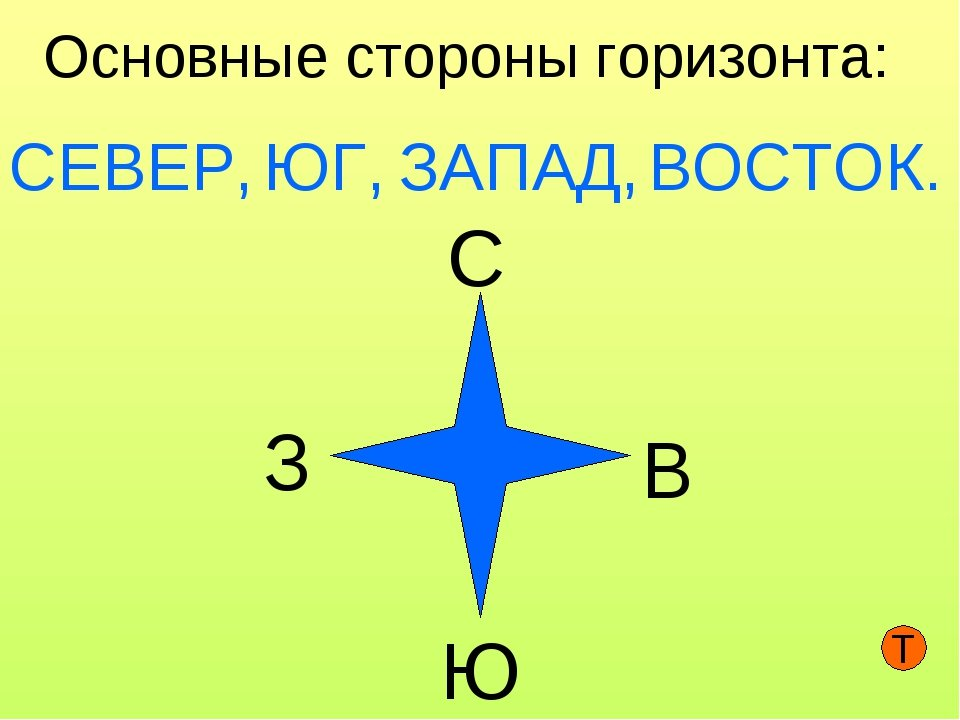 Основные стороны горизонта:
СЕВЕР, ЮГ, ЗАПАД, ВОСТОК.
С
З
В
Ю
Т